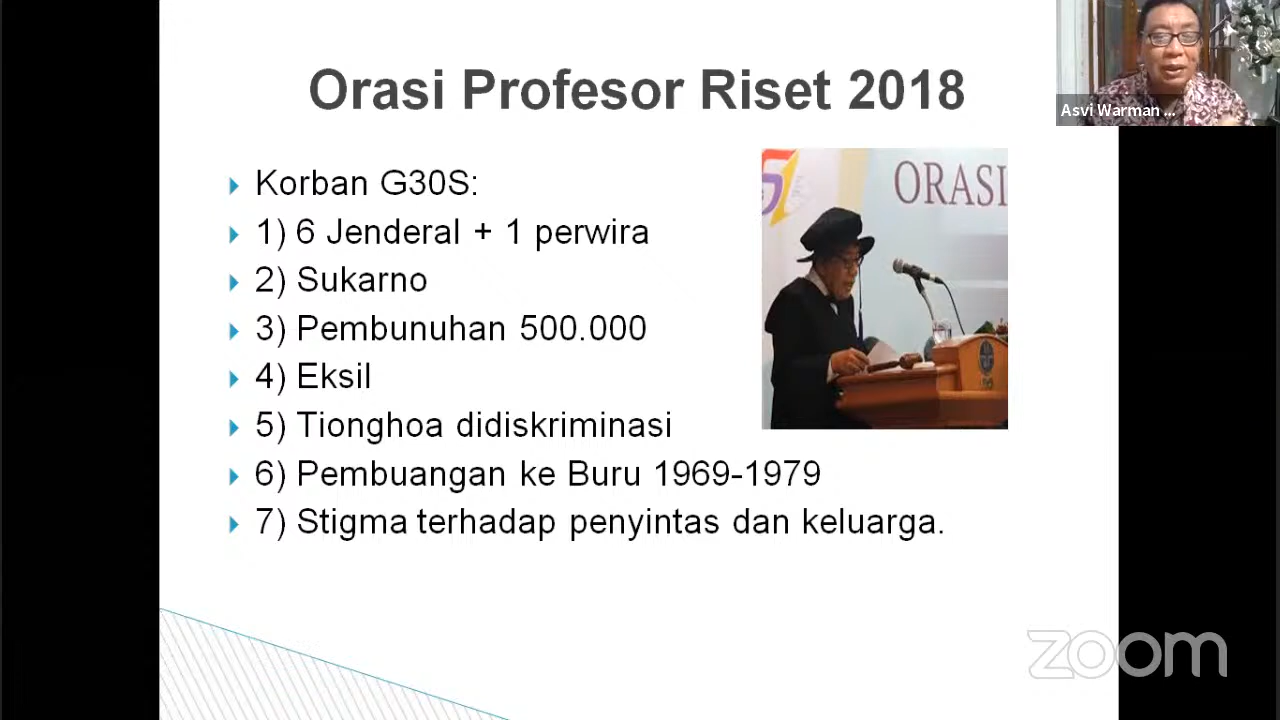 Orasi Profesor Riset 2018
Asvi Warman ...
Korban G30S:
1) 6 Jenderal + 1 perwira
2) Sukarno
3) Pembunuhan 500.000
4) Eksil
5) Tionghoa didiskriminasi
6) Pembuangan ke Buru 1969-1979
7) Stigma terhadap penyintas dan keluarga.
ORASI
zoom